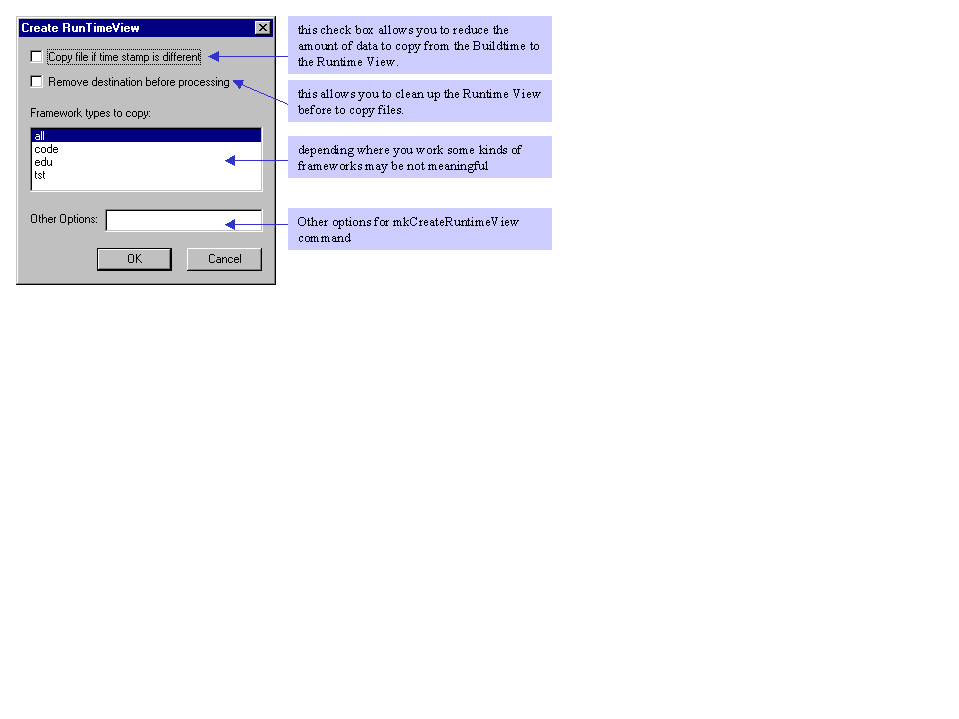 Create RunTimeView
Copy file if time stamp is different
Remove destination before processing
Framework types to copy:
all
code
edu
tst
Other Options:
OK
Cancel
this check box allows you to reduce the
amount of data to copy from the Buildtime to
the Runtime View.
this allows you to clean up the Runtime View
before to copy files.
depending where you work some kinds of
frameworks may be not meaningful
Other options for mkCreateRuntimeView
command